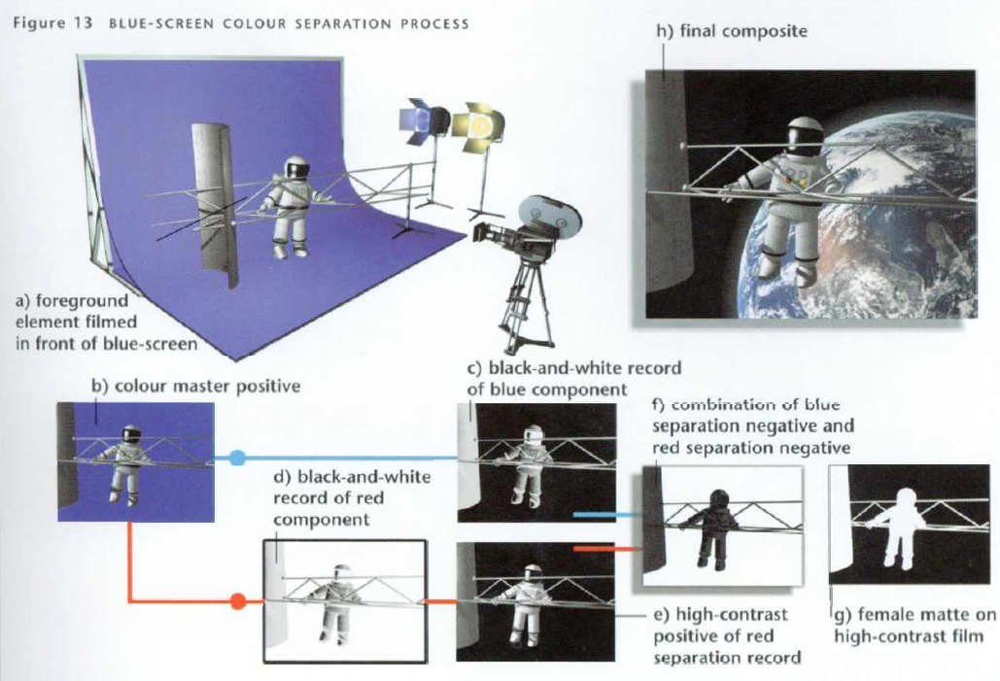 Figure 13 BLUE-SCREEN COLOUR SEPARATION PROCESS
h) final composite
a) foreground
element filmed
in front of blue-screen
b) colour master positive
c) black-and-white record
of blue component
d) black-and-white
record of red
component
f) combination of blue
separation negative and
red separation negative
e) high-contrast
positive of red
separation record
g) female matte on
high-contrast film